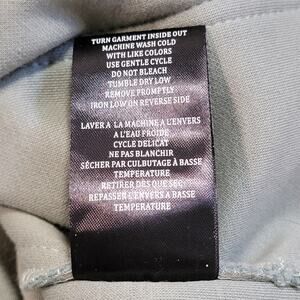 TURN GARMENT INSIDE OUT
MACHINE WASH COLD
WITH LIKE COLORS
USE GENTLE CYCLE
DO NOT BLEACH
TUMBLE DRY LOW
REMOVE PROMPTLY
IRON LOW ON REVERSE SIDE
LAVER A LA MACHINE A L'ENVERS
A L'EAU FROIDE
CYCLE DELICAT
NE PAS BLANCHIR
SÉCHER PAR CULBUTAGE À BASSE
TEMPERATURE
RETIRER DES QUE SEC
REPASSER L'ENVERS A BASSE
TEMPERATURE